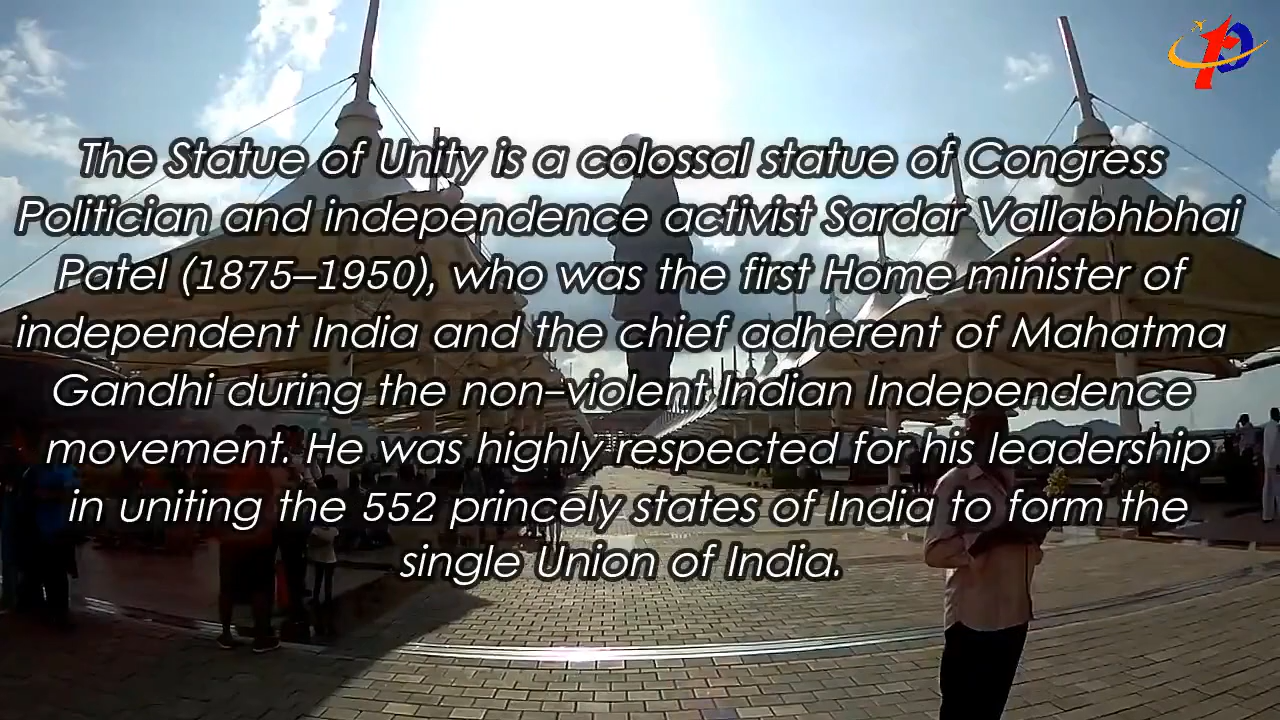 The Statue of Unity is a colossal statue of Congress
Politician and independence activist Sardar Vallabhbhai
Patel (1875–1950), who was the first Home minister of
independent India and the chief adherent of Mahatma
Gandhi during the non-violent Indian Independence
movement. He was highly respected for his leadership
in uniting the 552 princely states of India to form the
single Union of India.